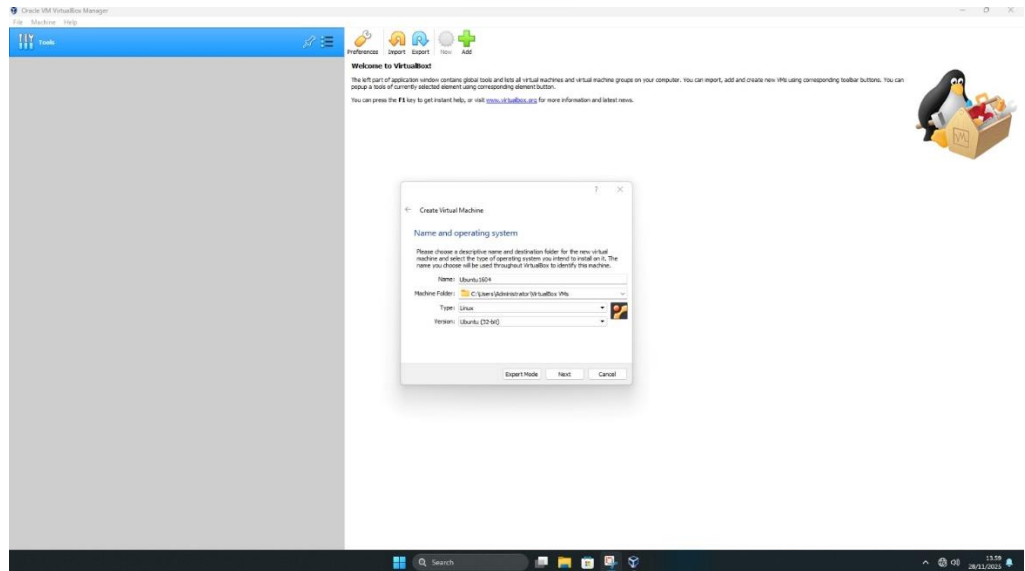 Oracle VM VirtualBox Manager
File Machine Help
Tools
Preferences Import Export New Add
Welcome to VirtualBox!
The left part of application window contains global tools and lists all virtual machines and virtual machine groups on your computer. You can import, add and create new VMs using corresponding toolbar buttons. You can
popup a tools of currently selected element using corresponding element button.
You can press the F1 key to get instant help, or visit www.virtualbox.org for more information and latest news.
VM
? ×
← Create Virtual Machine
Name and operating system
Please choose a descriptive name and destination folder for the new virtual
machine and select the type of operating system you intend to install on it. The
name you choose will be used throughout VirtualBox to identify this machine.
Name: Ubuntu1604
Machine Folder: C:\Users\Administrator\VirtualBox VMs
Type: Linux
Version: Ubuntu (32-bit)
Expert Mode Next Cancel
Search
13.59
28/11/2025